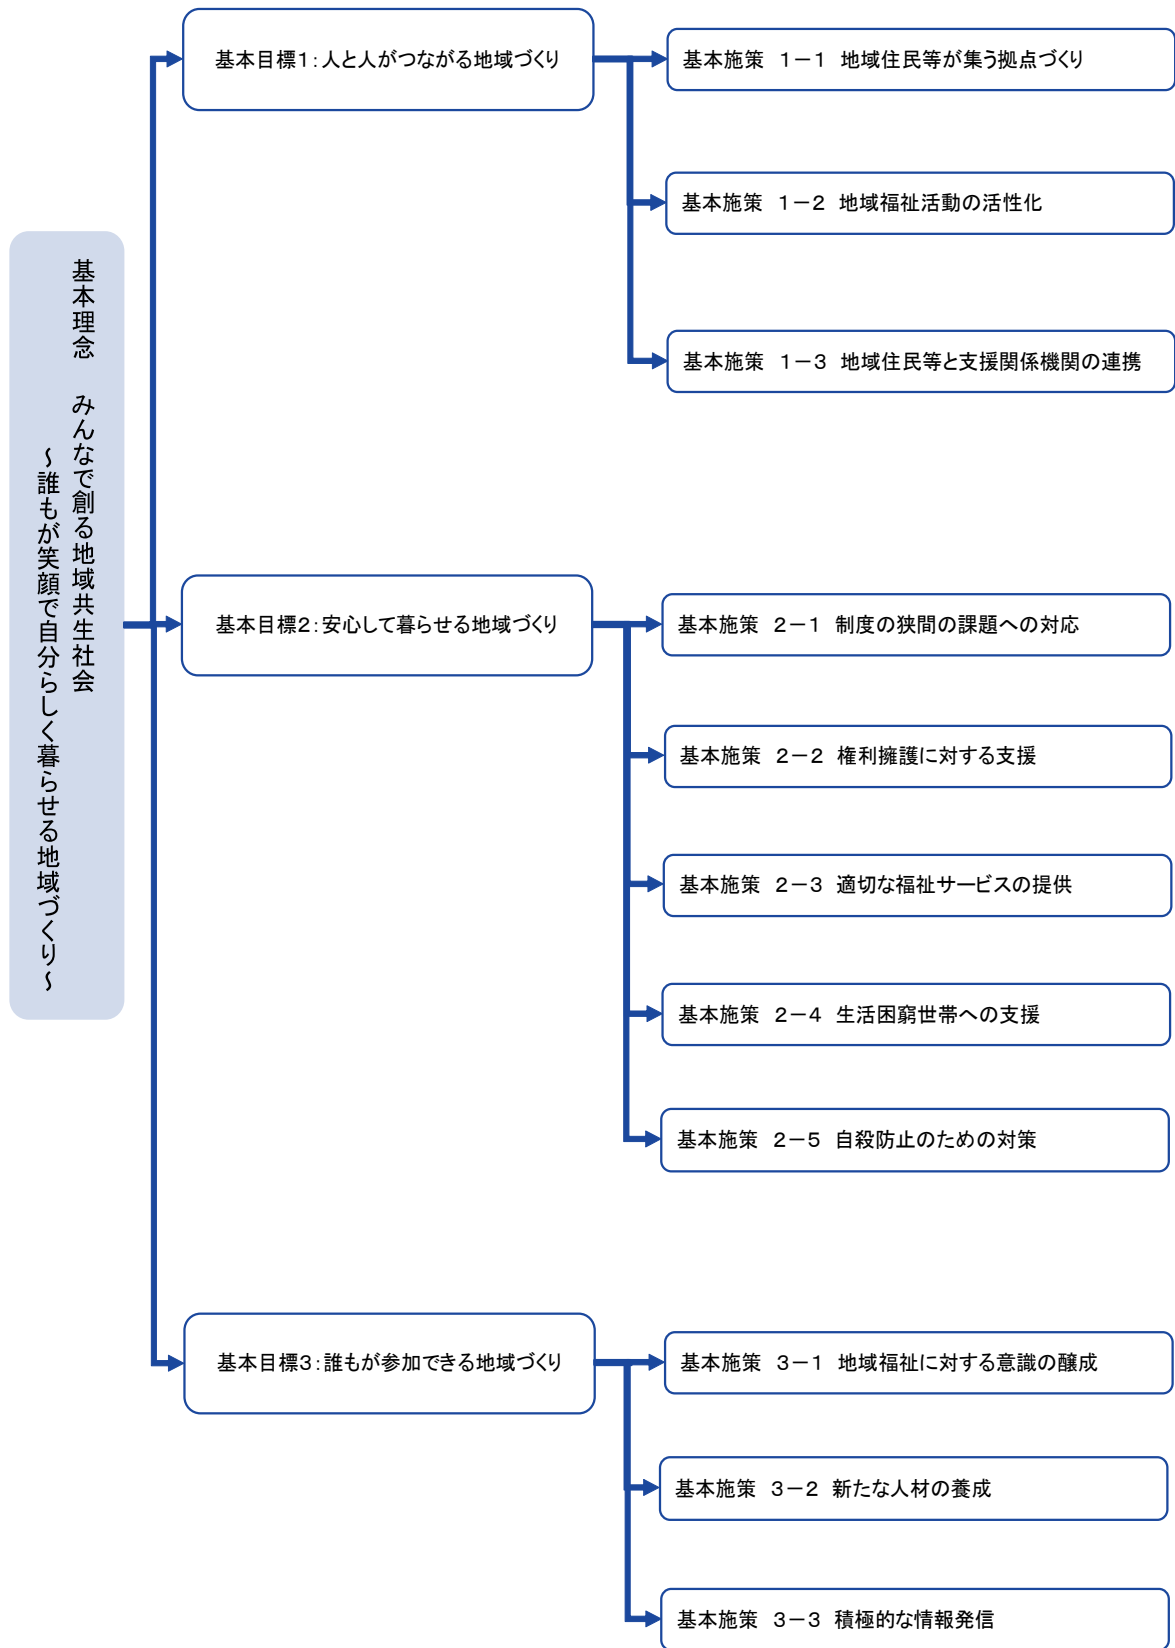 基本理念　みんなで創る地域共生社会
～誰もが笑顔で自分らしく暮らせる地域づくり～
基本目標1:人と人がつながる地域づくり
基本施策　1－1　地域住民等が集う拠点づくり
基本施策　1－2　地域福祉活動の活性化
基本施策　1－3　地域住民等と支援関係機関の連携
基本目標2:安心して暮らせる地域づくり
基本施策　2－1　制度の狭間の課題への対応
基本施策　2－2　権利擁護に対する支援
基本施策　2－3　適切な福祉サービスの提供
基本施策　2－4　生活困窮世帯への支援
基本施策　2－5　自殺防止のための対策
基本目標3:誰もが参加できる地域づくり
基本施策　3－1　地域福祉に対する意識の醸成
基本施策　3－2　新たな人材の養成
基本施策　3－3　積極的な情報発信